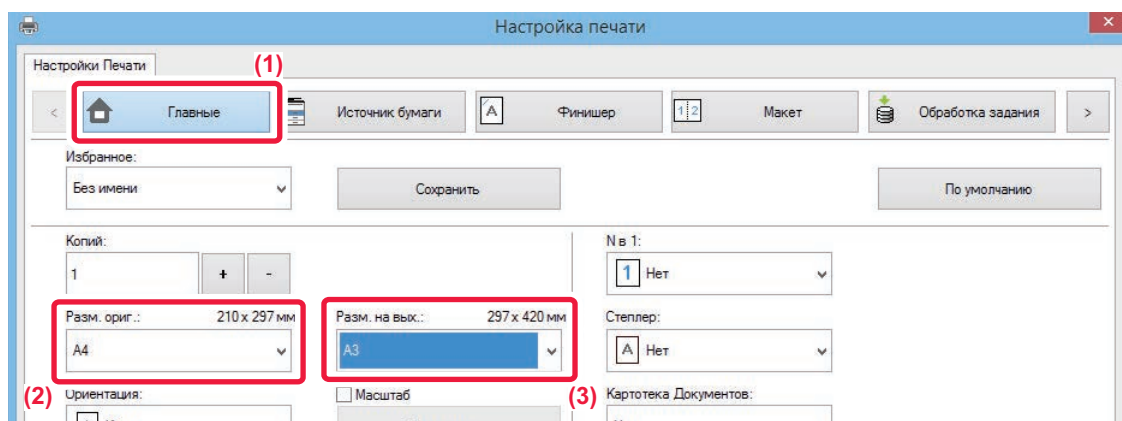 Настройка печати
Настройки Печати
(1)
< Главные Источник бумаги Финишер Макет Обработка задания >
Избранное:
Без имени Сохранить По умолчанию
Копий: N в 1:
1 + - 1 Нет
Разм. ориг.: 210 x 297 мм Разм. на вых.: 297 x 420 мм Степлер:
A4 A3 A Нет
(2) Ориентация: Масштаб (3) Картотека Документов: